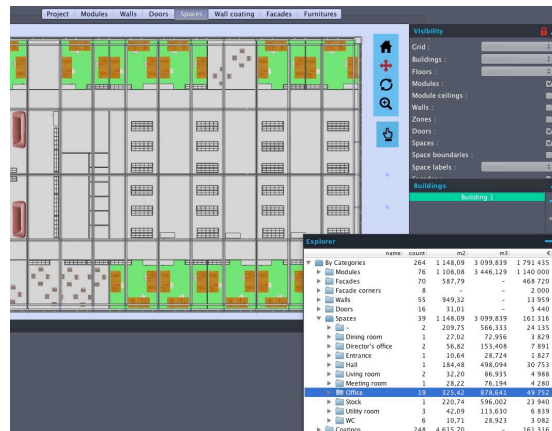 Project Modules Walls Doors Spaces Wall coating Facades Furnitures
Visibility
Grid :
Buildings :
Floors :
Modules :
Module ceilings :
Walls :
Zones :
Doors :
Spaces :
Space boundaries :
Space labels :
Buildings
Building 1
Explorer
name count m2 m3 €
By Categories 264 1 148,09 3 099,839 1 791 435
Modules 76 1 108,08 3 446,129 1 140 000
Facades 70 587,79 – 468 720
Facade corners 8 – – 2 000
Walls 55 949,32 – 13 959
Doors 16 31,01 – 5 440
Spaces 39 1 148,09 3 099,839 161 316
– 2 209,75 566,333 24 135
Dining room 1 27,02 72,956 3 829
Director's office 2 56,82 153,408 7 891
Entrance 1 10,64 28,724 1 827
Hall 1 184,48 498,094 30 753
Living room 2 32,20 86,935 4 988
Meeting room 1 28,22 76,194 4 280
Office 19 325,42 878,641 49 752
Stock 1 220,74 596,002 23 940
Utility room 3 42,09 113,630 6 839
WC 6 10,71 28,923 3 082
Coatings 248 4 615,70 – 161 316